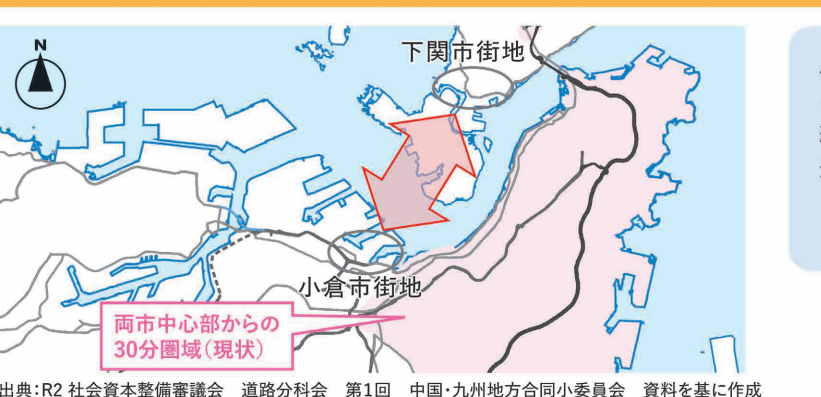 N
下関市街地
小倉市街地
両市中心部からの
30分圏域(現状)
出典:R2 社会資本整備審議会　道路分科会　第1回　中国・九州地方合同小委員会　資料を基に作成